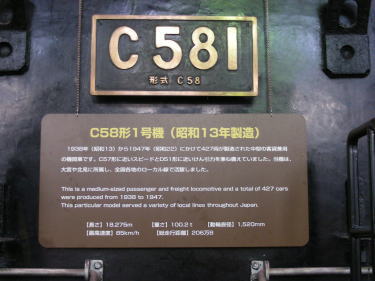 C581
形式 C58
C58形1号機（昭和13年製造）
1938年（昭和13）から1947年（昭和22）にかけて427両が製造された中型の客貨兼用
の機関車です。C57形に近いスピードとD51形に近いけん引力を兼ね備えていました。当機は、
大宮や北見に所属し、全国各地のローカル線で活躍しました。
This is a medium-sized passenger and freight locomotive and a total of 427 cars
were produced from 1938 to 1947.
This particular model served a variety of local lines throughout Japan.
【長さ】18.275m 【重さ】100.2t 【動輪直径】1,520mm
【最高速度】85km/h 【総走行距離】206万8